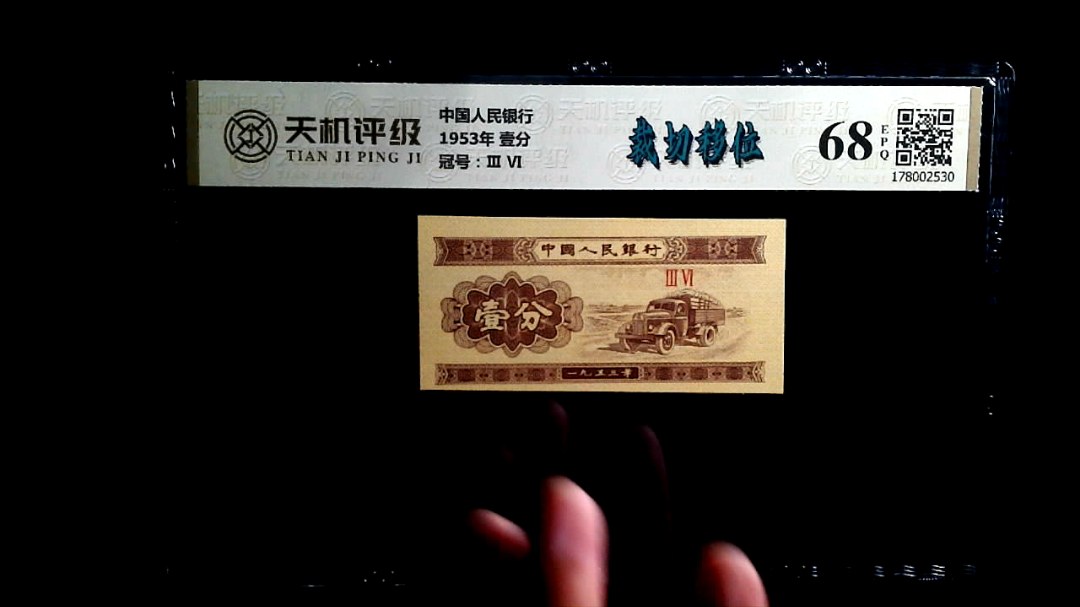 天机评级
TIAN JI PING JI
中国人民银行
1953年 壹分
冠号：Ⅲ Ⅵ
裁切移位
68
EPQ
178002530
中國人民銀行
Ⅲ Ⅵ
壹分
一九五三年